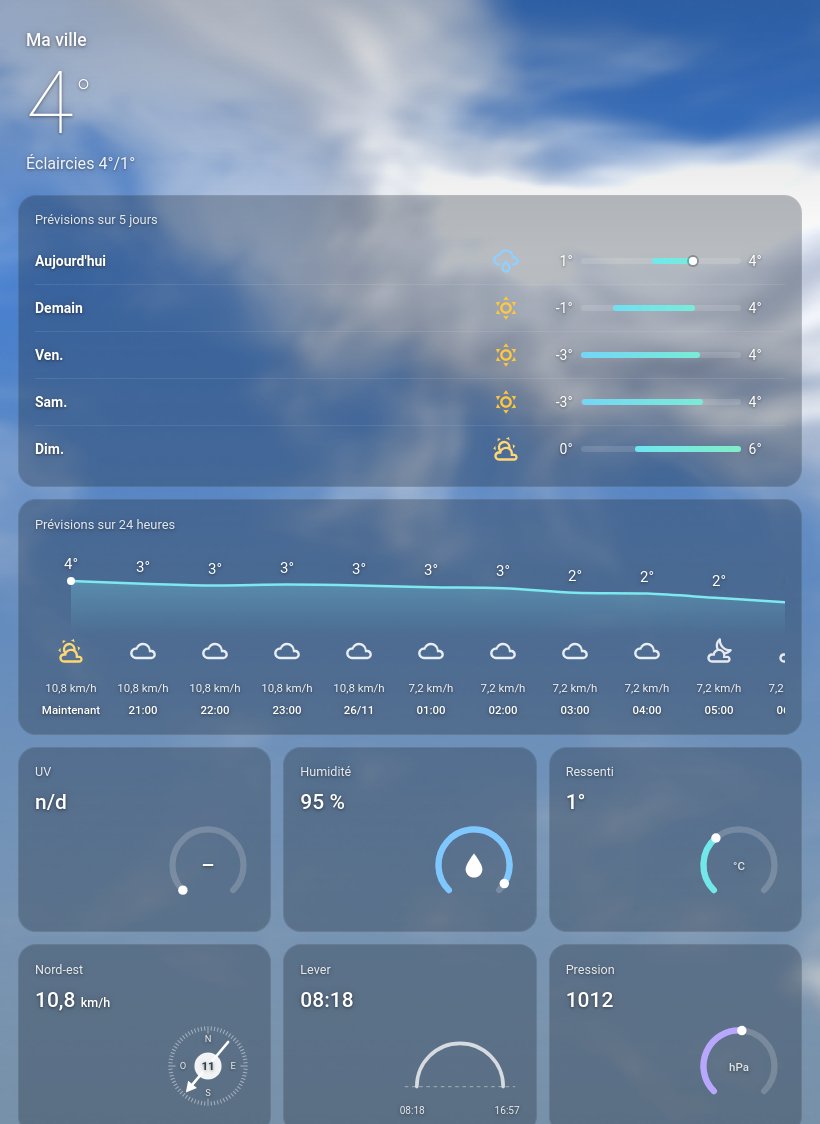 Ma ville
4°
Éclaircies 4°/1°
Prévisions sur 5 jours
Aujourd'hui 1° 4°
Demain -1° 4°
Ven. -3° 4°
Sam. -3° 4°
Dim. 0° 6°
Prévisions sur 24 heures
4° 3° 3° 3° 3° 3° 3° 2° 2° 2°
10,8 km/h 10,8 km/h 10,8 km/h 10,8 km/h 10,8 km/h 7,2 km/h 7,2 km/h 7,2 km/h 7,2 km/h 7,2 km/h 7,2
Maintenant 21:00 22:00 23:00 26/11 01:00 02:00 03:00 04:00 05:00
UV
n/d
–
Humidité
95 %
Ressenti
1°
°C
Nord-est
10,8 km/h
N
O 11 E
S
Lever
08:18
08:18 16:57
Pression
1012
hPa